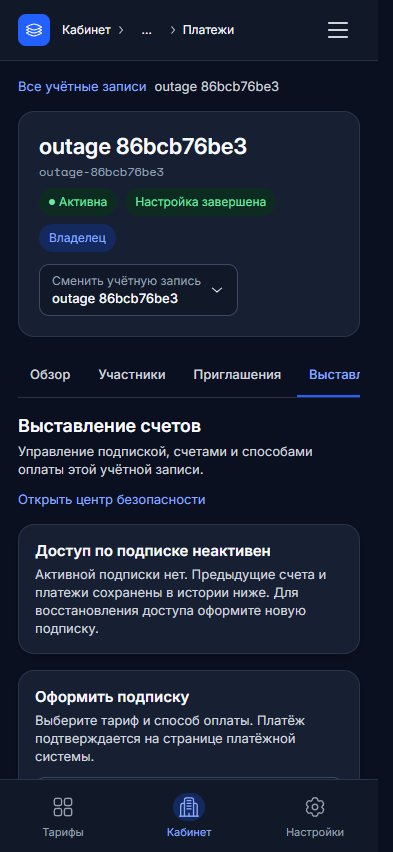 Кабинет > ... > Платежи
Все учётные записи outage 86bcb76be3
outage 86bcb76be3
outage-86bcb76be3
Активна Настройка завершена
Владелец
Сменить учётную запись
outage 86bcb76be3
Обзор Участники Приглашения Выставл
Выставление счетов
Управление подпиской, счетами и способами
оплаты этой учётной записи.
Открыть центр безопасности
Доступ по подписке неактивен
Активной подписки нет. Предыдущие счета и
платежи сохранены в истории ниже. Для
восстановления доступа оформите новую
подписку.
Оформить подписку
Выберите тариф и способ оплаты. Платёж
подтверждается на странице платёжной
системы.
Тарифы Кабинет Настройки